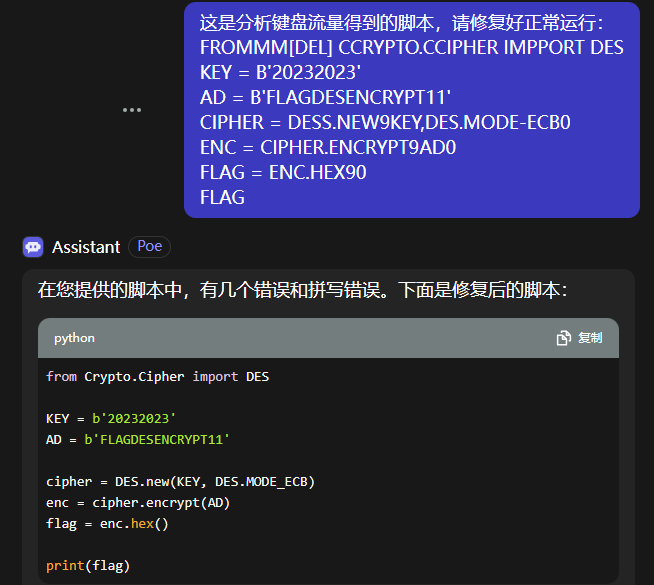 这是分析键盘流量得到的脚本，请修复好正常运行：
FROMMM[DEL] CCRYPTO.CCIPHER IMPPORT DES
KEY = B'20232023'
AD = B'FLAGDESENCRYPT11'
CIPHER = DESS.NEW9KEY,DES.MODE-ECB0
ENC = CIPHER.ENCRYPT9AD0
FLAG = ENC.HEX90
FLAG
Assistant Poe
在您提供的脚本中，有几个错误和拼写错误。下面是修复后的脚本：
python 复制
from Crypto.Cipher import DES
KEY = b'20232023'
AD = b'FLAGDESENCRYPT11'
cipher = DES.new(KEY, DES.MODE_ECB)
enc = cipher.encrypt(AD)
flag = enc.hex()
print(flag)